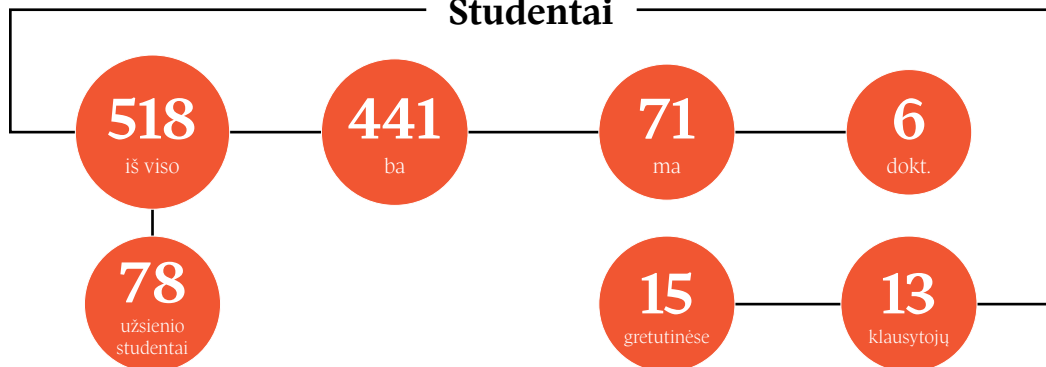 Studentai
518
iš viso
441
ba
71
ma
6
dokt.
78
užsienio
studentai
15
gretutinėse
13
klausytojų